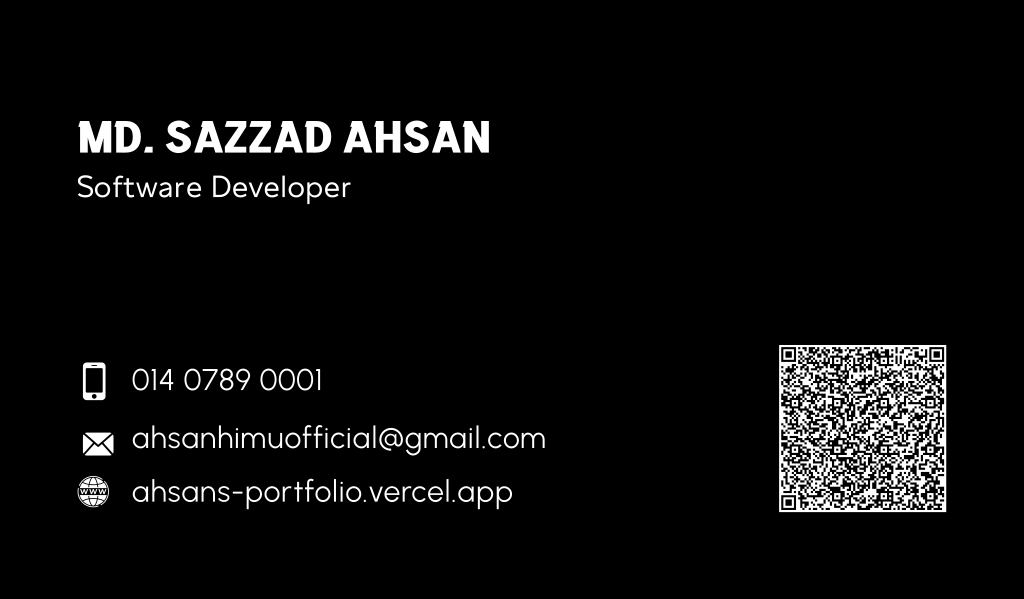 MD. SAZZAD AHSAN
Software Developer
014 0789 0001
ahsanhimuofficial@gmail.com
www
ahsans-portfolio.vercel.app